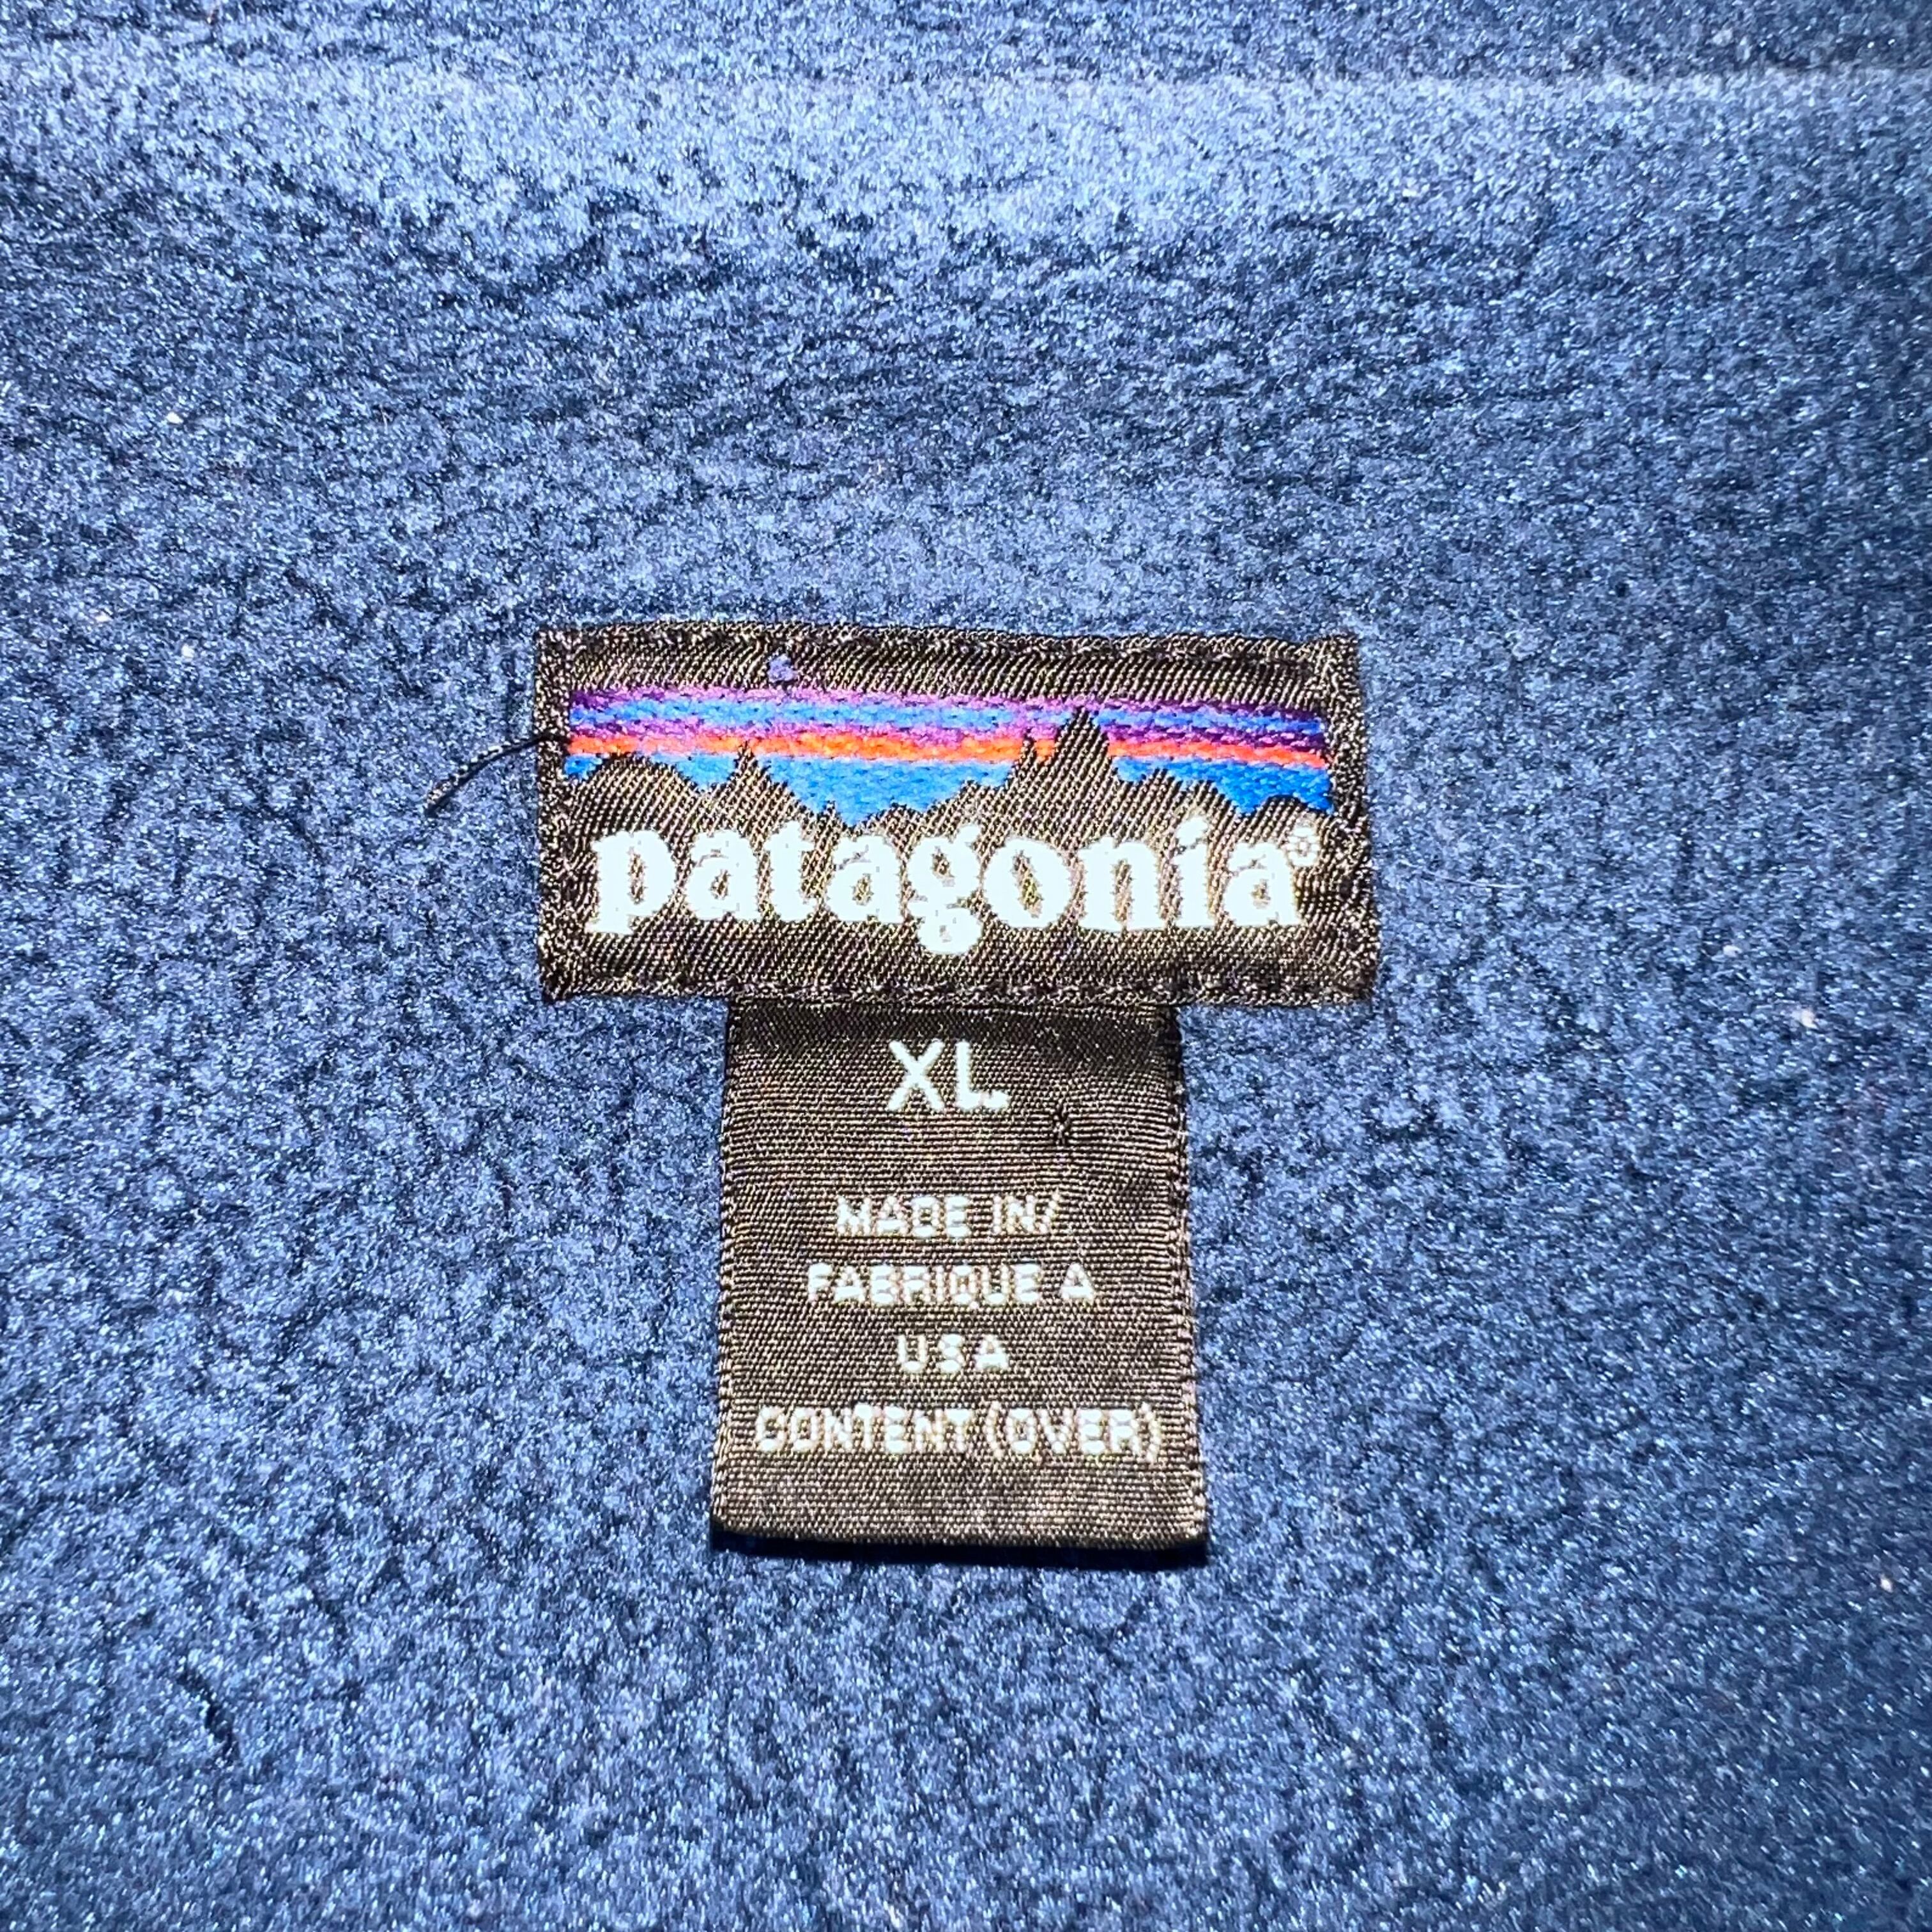 patagonia®
XL
MADE IN/
FABRIQUE A
USA
CONTENT (OVER)